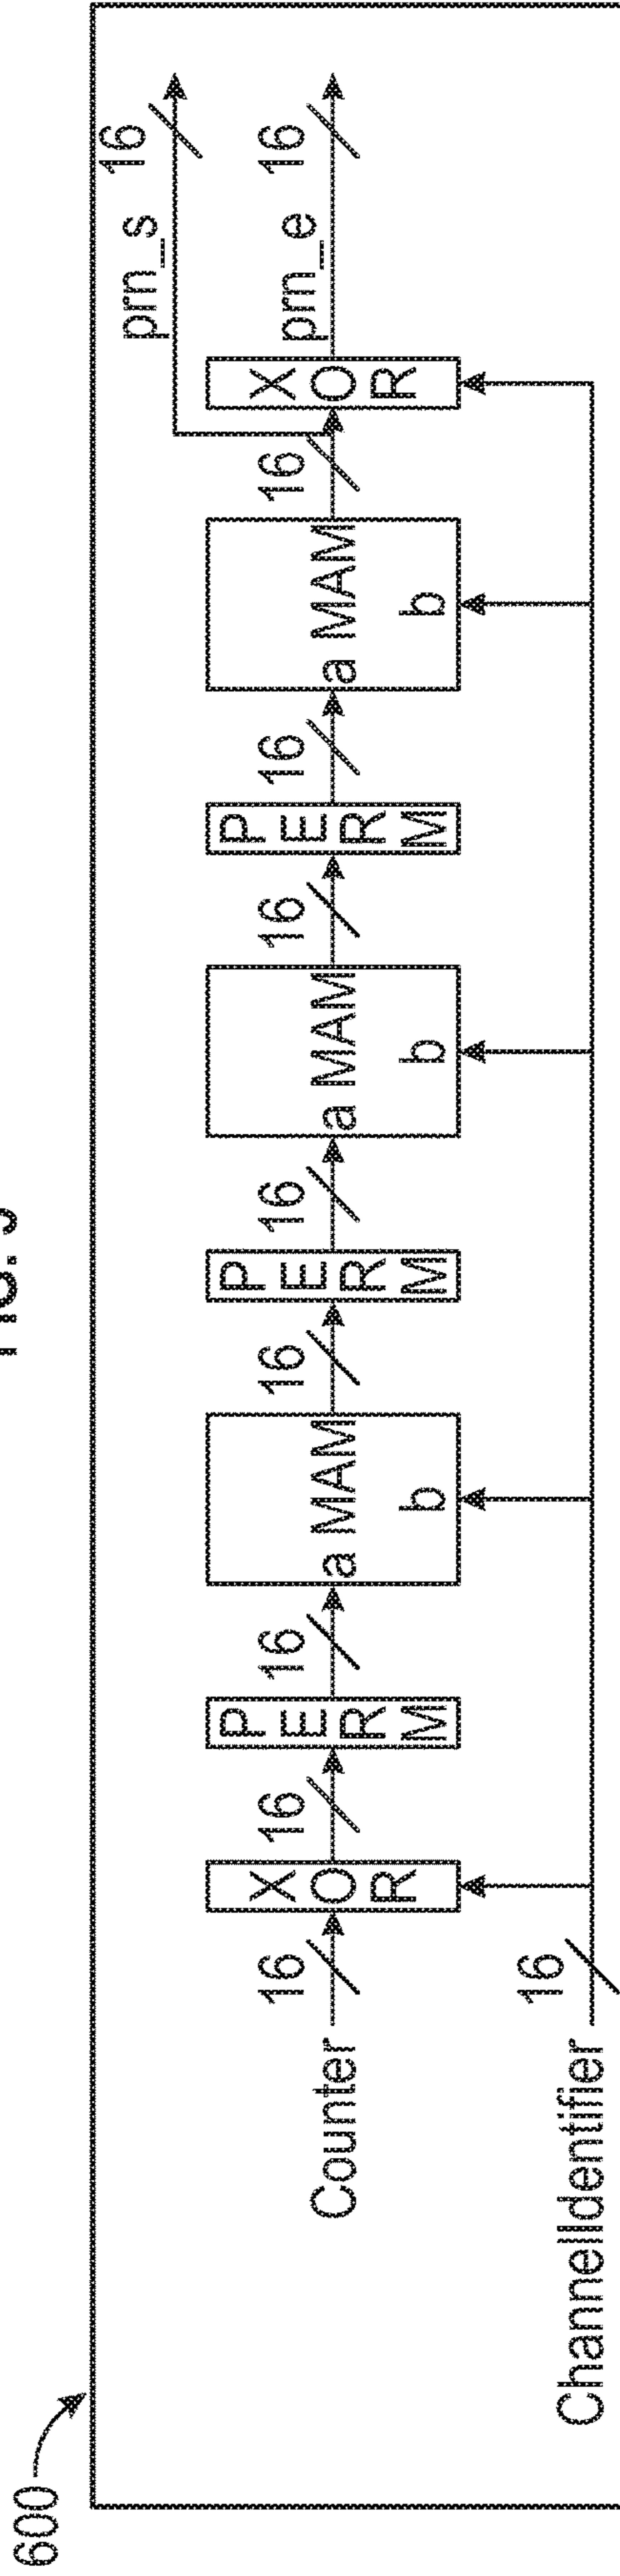 600
Counter
16
XOR
16
PERM
16
a MAM
b
16
PERM
16
a MAM
b
16
PERM
16
a MAM
b
16
XOR
prn_s
16
prn_e
16
ChannelIdentifier
16